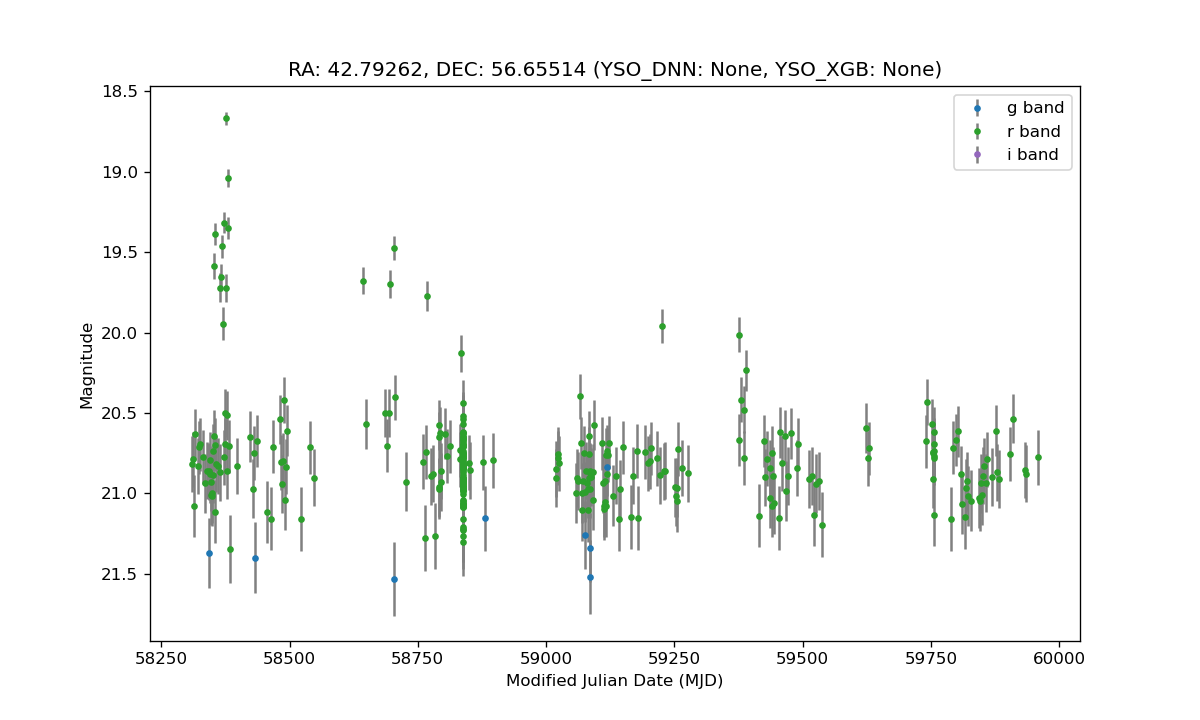 RA: 42.79262, DEC: 56.65514 (YSO_DNN: None, YSO_XGB: None)
g band
r band
i band
18.5
19.0
19.5
20.0
20.5
21.0
21.5
Magnitude
58250 58500 58750 59000 59250 59500 59750 60000
Modified Julian Date (MJD)